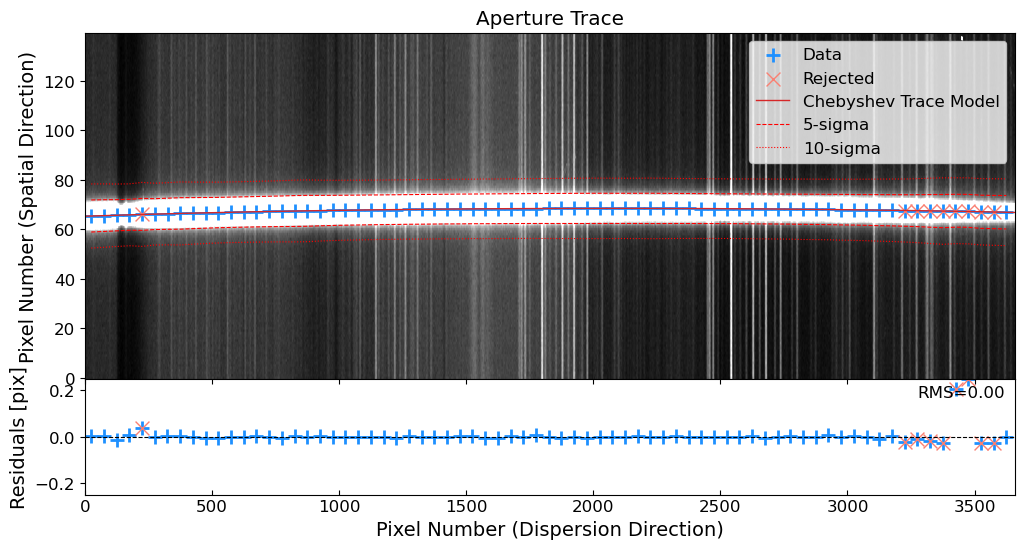 Aperture Trace
Pixel Number (Spatial Direction)
120
100
80
60
40
20
0
Data
Rejected
Chebyshev Trace Model
5-sigma
10-sigma
Residuals [pix]
0.2
0.0
−0.2
RMS=0.00
0 500 1000 1500 2000 2500 3000 3500
Pixel Number (Dispersion Direction)